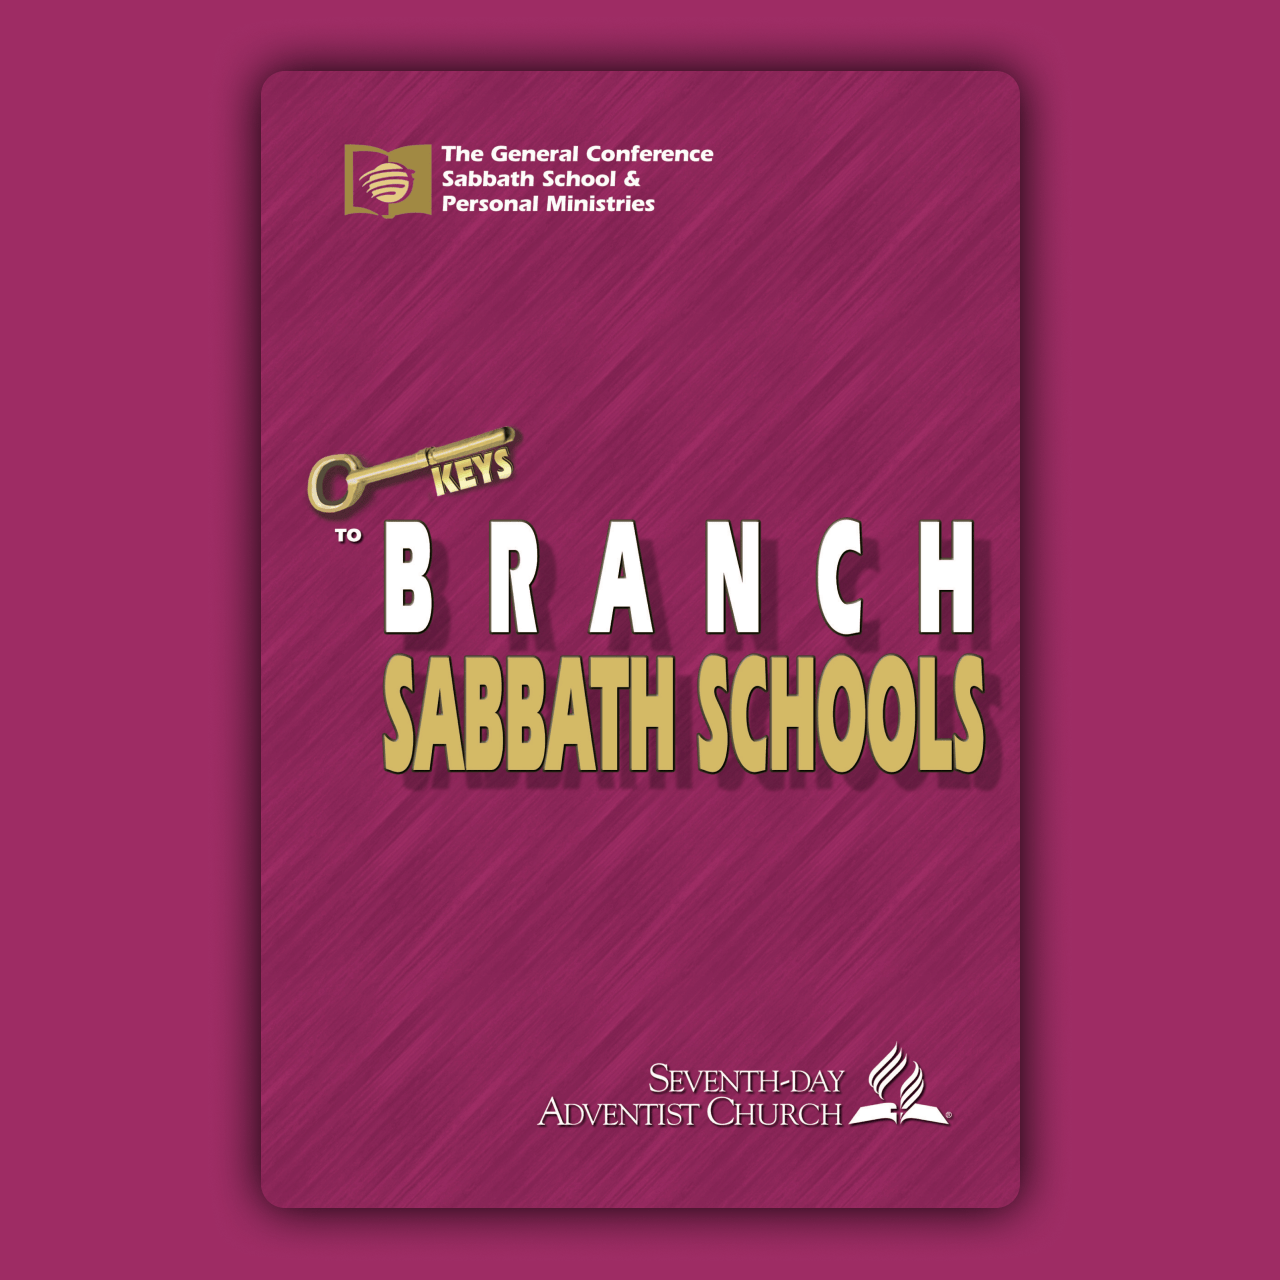 The General Conference
Sabbath School &
Personal Ministries
KEYS
TO
BRANCH
SABBATH SCHOOLS
SEVENTH-DAY
ADVENTIST CHURCH
®